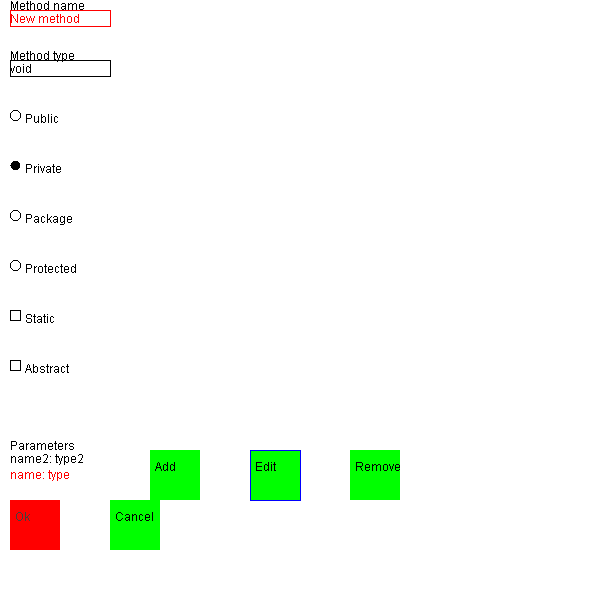 Method name
New method
Method type
void
Public
Private
Package
Protected
Static
Abstract
Parameters
name2: type2
name: type
Add
Edit
Remove
Ok
Cancel